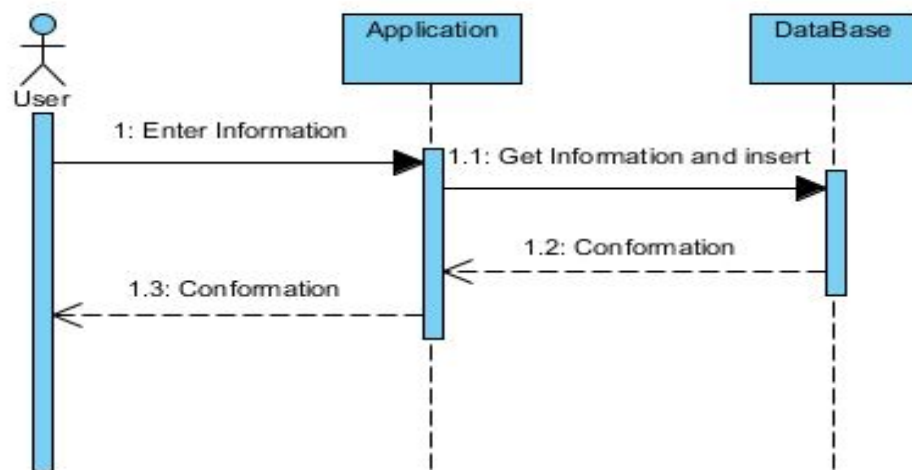 Application
DataBase
User
1: Enter Information
1.1: Get Information and insert
1.2: Conformation
1.3: Conformation